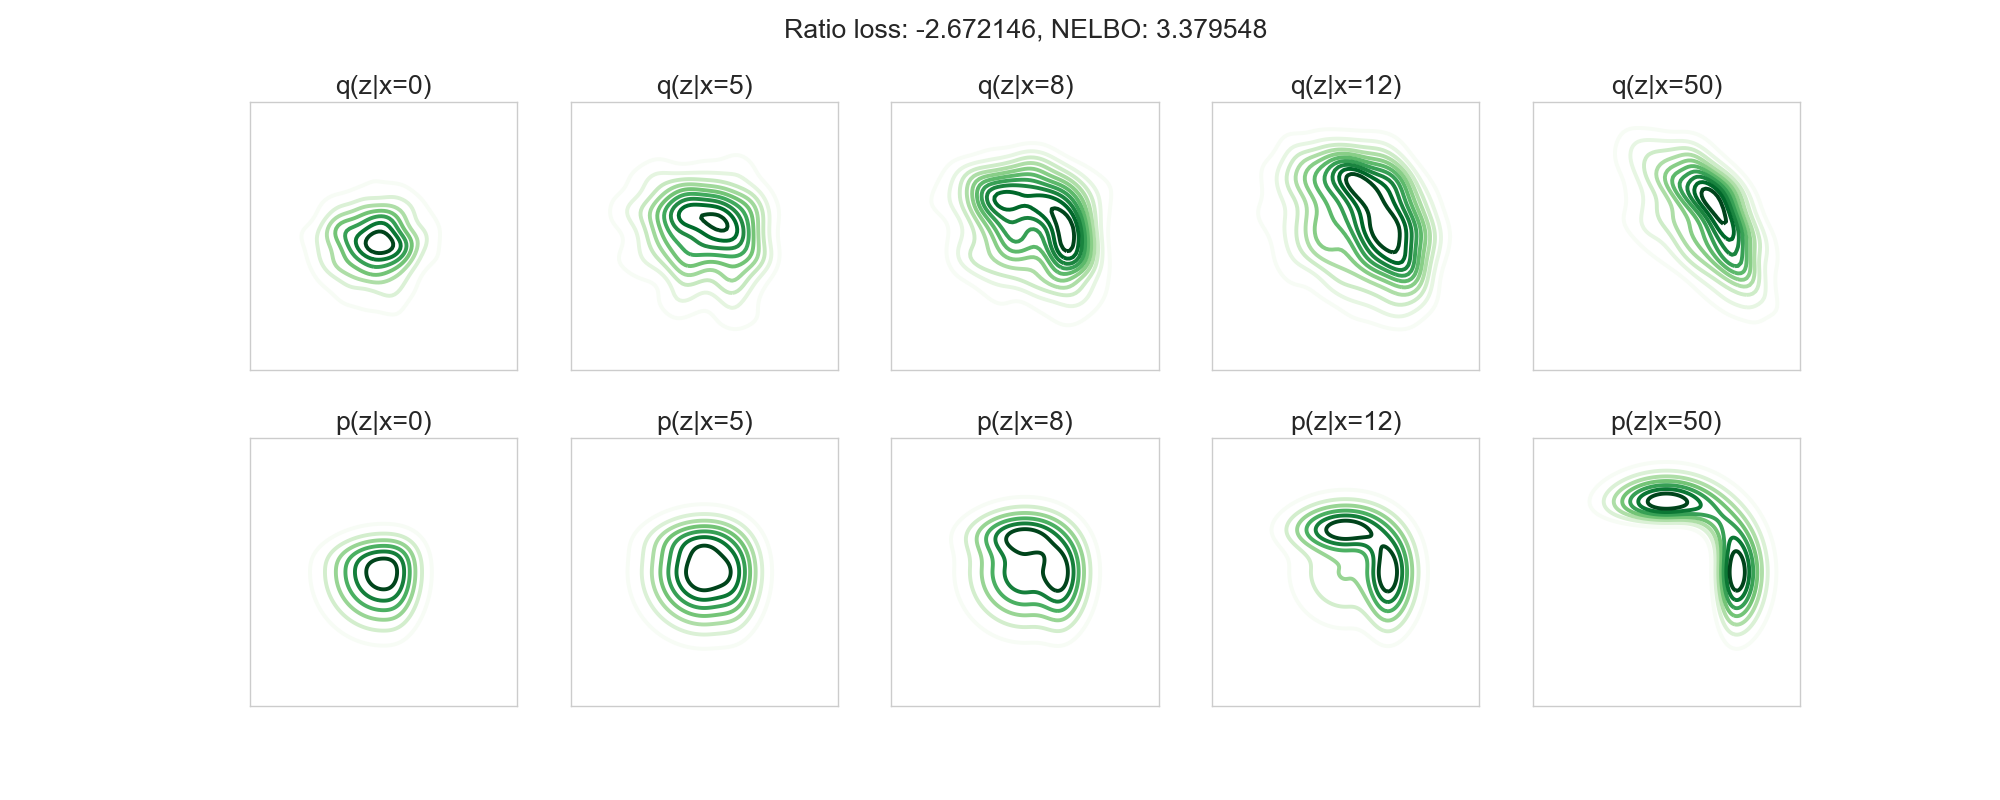 Ratio loss: -2.672146, NELBO: 3.379548
q(z|x=0) q(z|x=5) q(z|x=8) q(z|x=12) q(z|x=50)
p(z|x=0) p(z|x=5) p(z|x=8) p(z|x=12) p(z|x=50)